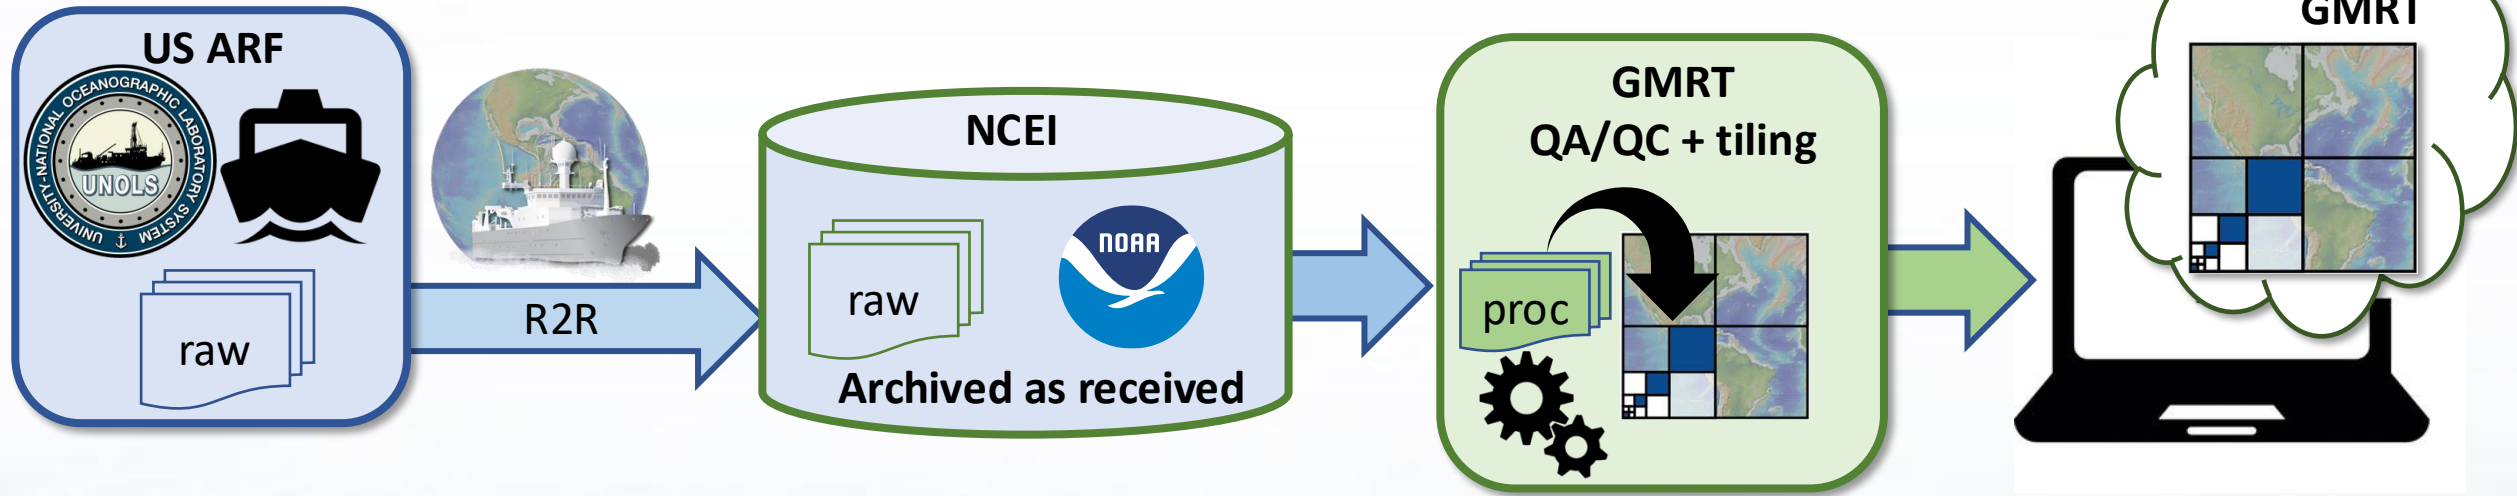 US ARF
UNIVERSITY-NATIONAL OCEANOGRAPHIC LABORATORY SYSTEM
UNOLS
raw
R2R
NCEI
raw
NOAA
Archived as received
GMRT
QA/QC + tiling
proc
GMRT